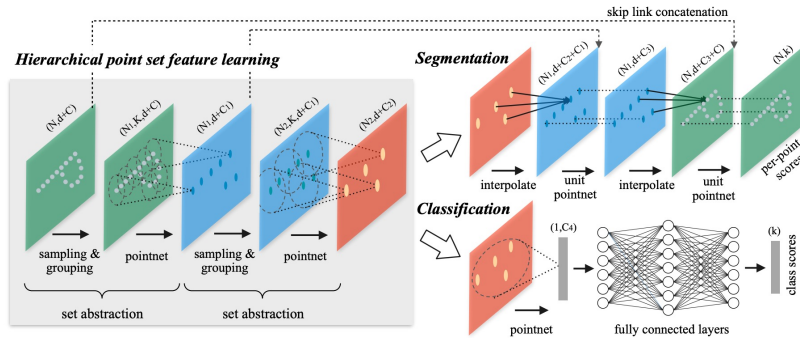 skip link concatenation
Hierarchical point set feature learning
(N,d+C)
(N1,K,d+C)
(N1,d+C1)
(N2,K,d+C1)
(N2,d+C2)
sampling &
grouping
pointnet
sampling &
grouping
pointnet
set abstraction
set abstraction
Segmentation
(N1,d+C2+C1)
(N1,d+C3)
(N,d+C3+C)
(N,k)
interpolate
unit
pointnet
interpolate
unit
pointnet
per-point
scores
Classification
(1,C4)
(k)
class scores
pointnet
fully connected layers